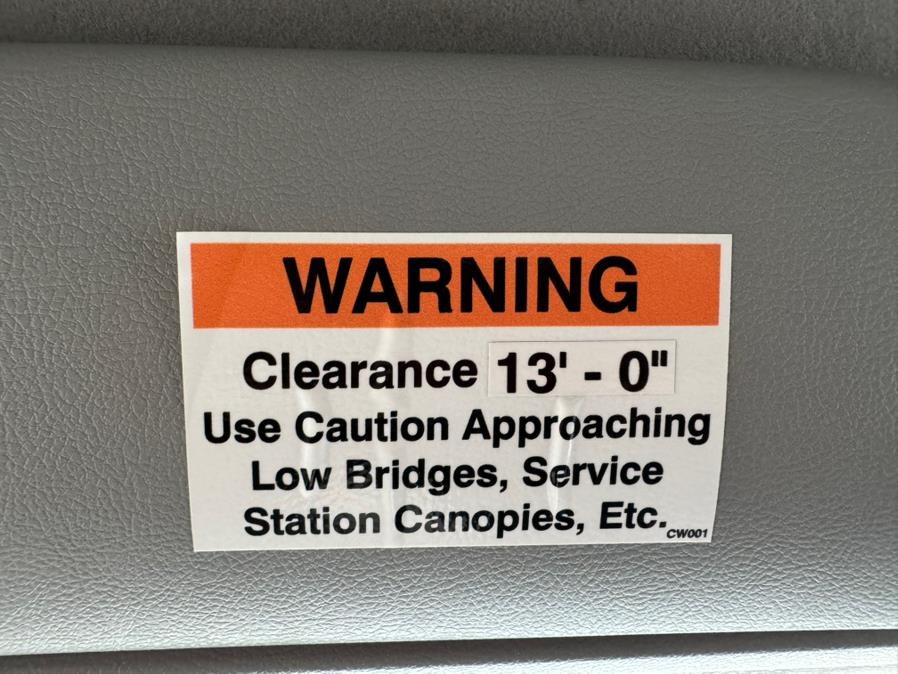 WARNING
Clearance 13' - 0"
Use Caution Approaching
Low Bridges, Service
Station Canopies, Etc.
CW001